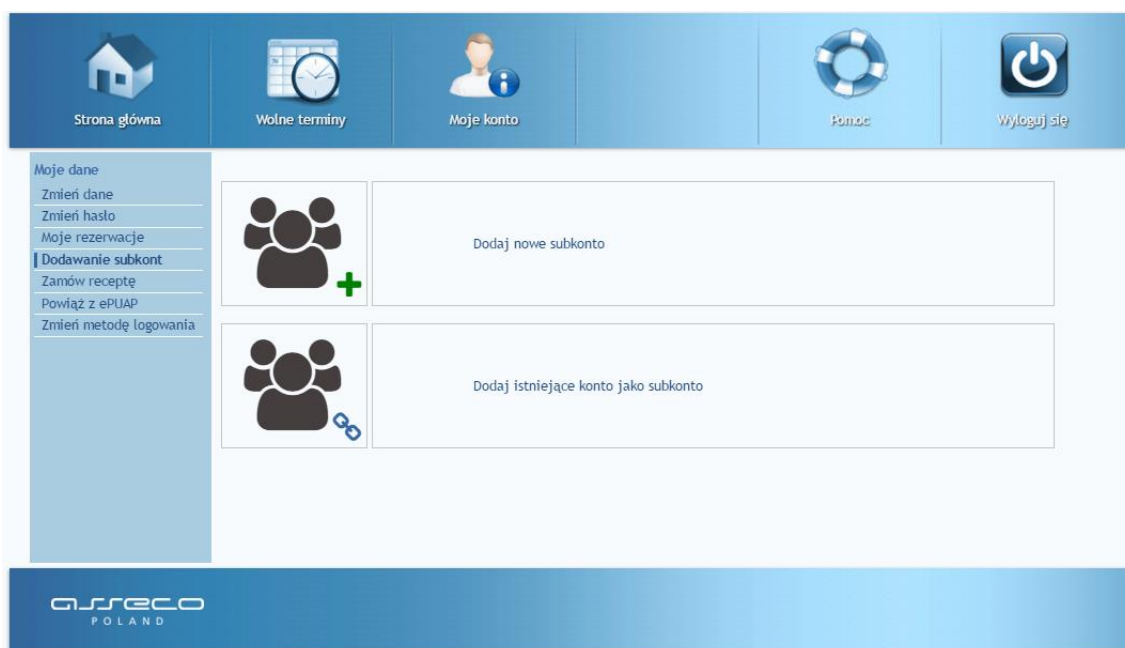 Strona główna
Wolne terminy
Moje konto
Pomoc
Wyloguj się
Moje dane
Zmień dane
Zmień hasło
Moje rezerwacje
Dodawanie subkont
Zamów receptę
Powiąż z ePUAP
Zmień metodę logowania
Dodaj nowe subkonto
Dodaj istniejące konto jako subkonto
asseco
POLAND